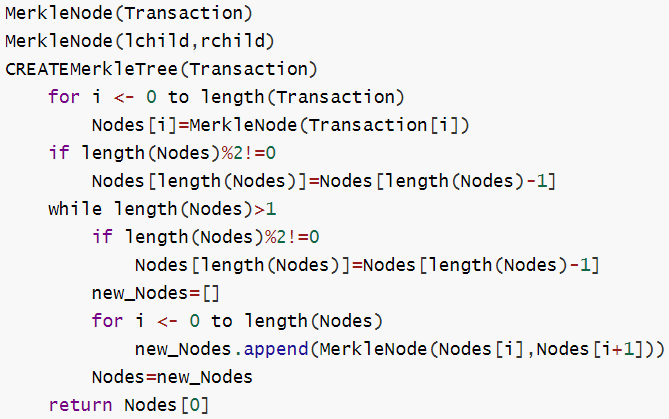 MerkleNode(Transaction)
MerkleNode(lchild,rchild)
CREATEMerkleTree(Transaction)
    for i <- 0 to length(Transaction)
        Nodes[i]=MerkleNode(Transaction[i])
    if length(Nodes)%2!=0
        Nodes[length(Nodes)]=Nodes[length(Nodes)-1]
    while length(Nodes)>1
        if length(Nodes)%2!=0
            Nodes[length(Nodes)]=Nodes[length(Nodes)-1]
        new_Nodes=[]
        for i <- 0 to length(Nodes)
            new_Nodes.append(MerkleNode(Nodes[i],Nodes[i+1]))
        Nodes=new_Nodes
    return Nodes[0]